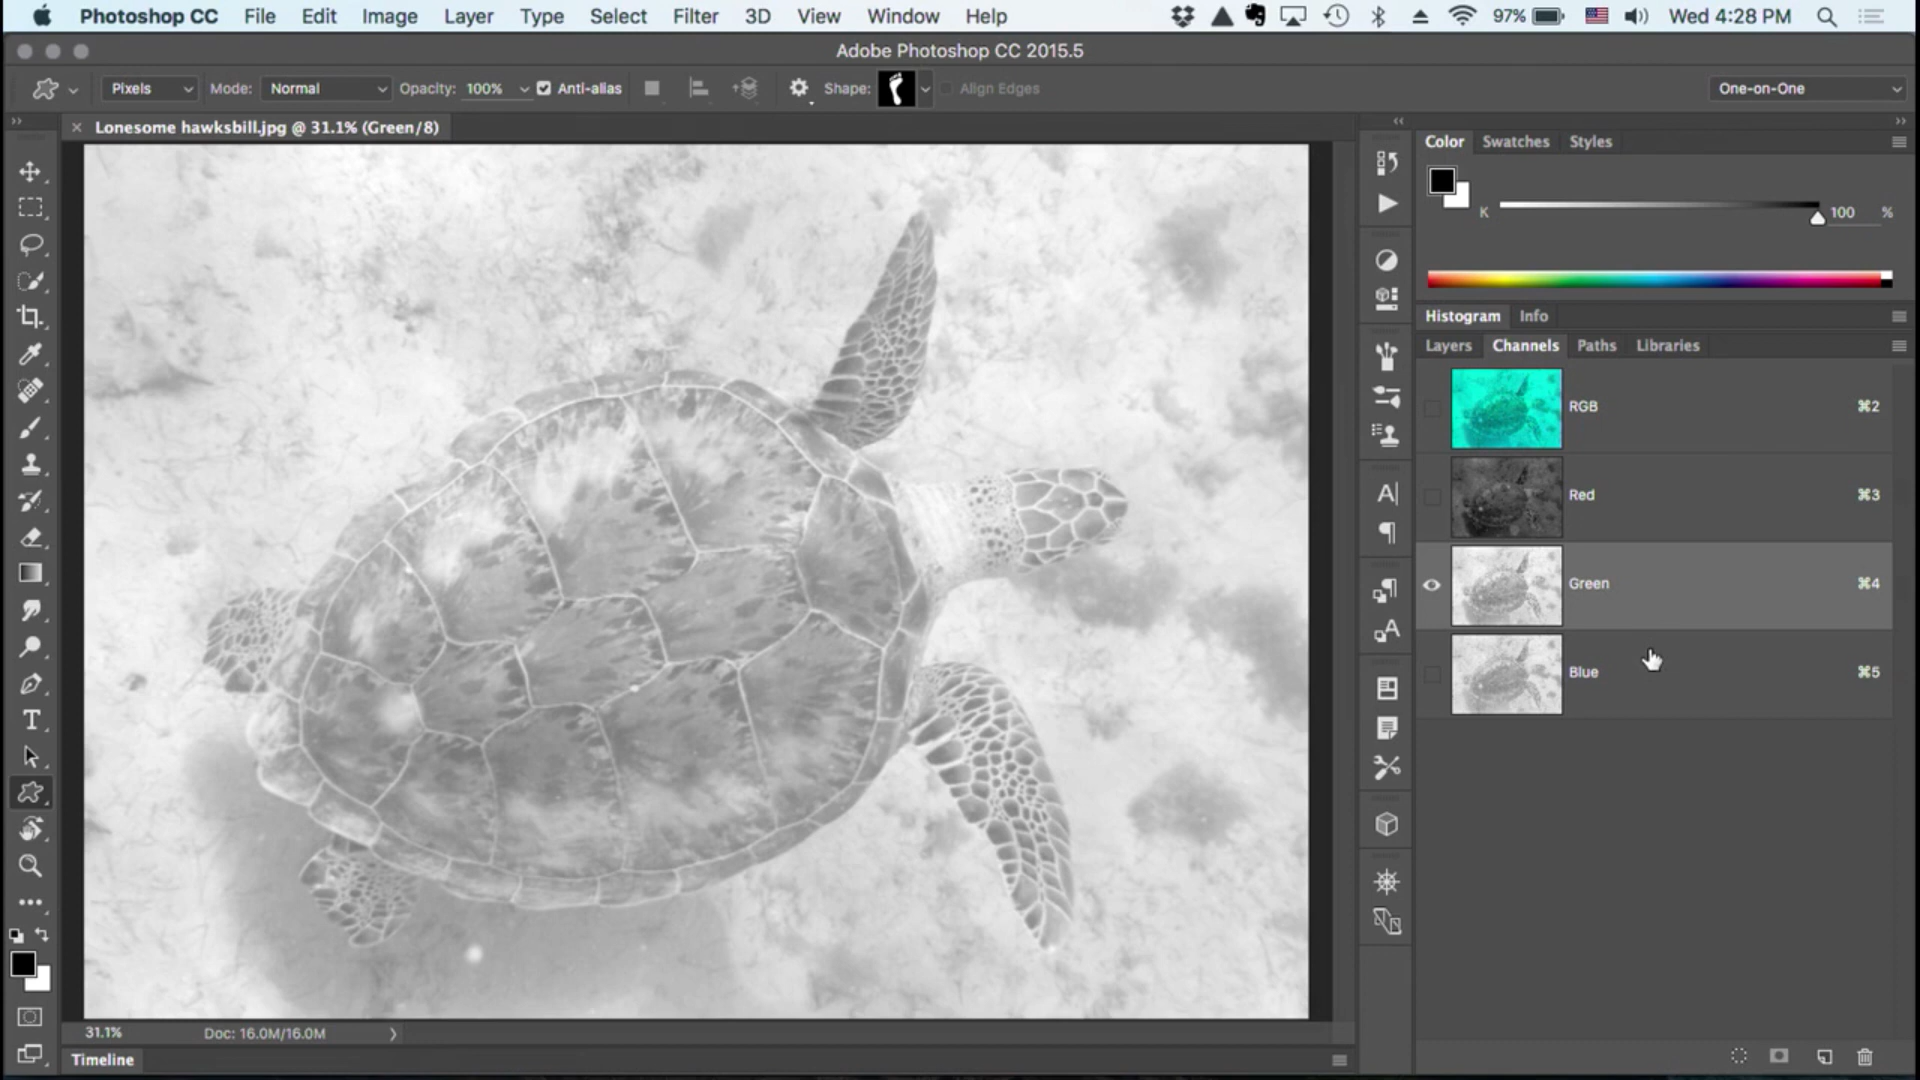 Photoshop CC File Edit Image Layer Type Select Filter 3D View Window Help 97% Wed 4:28 PM
Adobe Photoshop CC 2015.5
Pixels Mode: Normal Opacity: 100% Anti-alias Shape: Align Edges One-on-One
Lonesome hawksbill.jpg @ 31.1% (Green/8)
Color Swatches Styles
K 100 %
Histogram Info
Layers Channels Paths Libraries
RGB ⌘2
Red ⌘3
Green ⌘4
Blue ⌘5
31.1% Doc: 16.0M/16.0M
Timeline